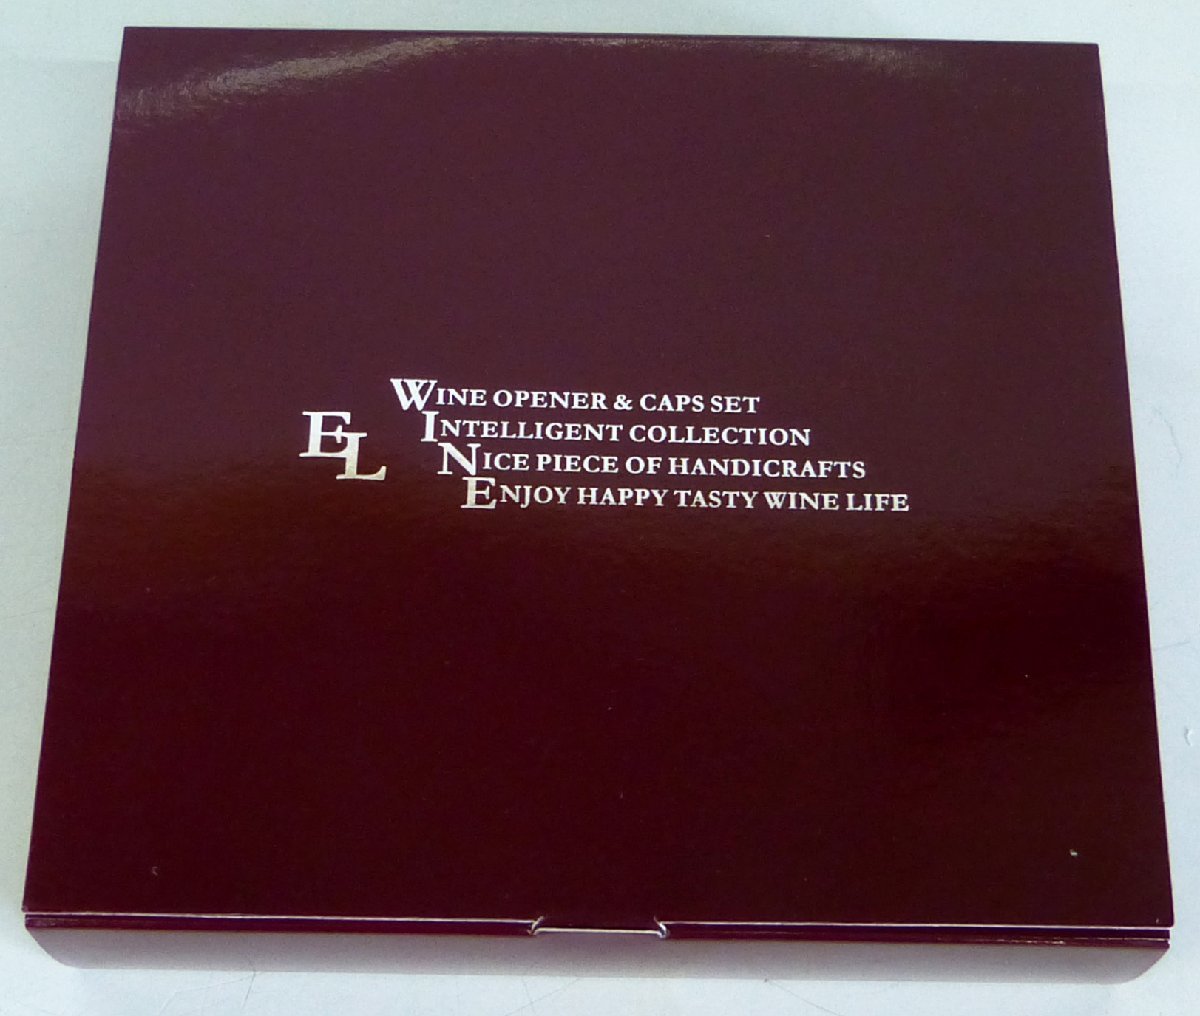 EL
WINE OPENER & CAPS SET
INTELLIGENT COLLECTION
NICE PIECE OF HANDICRAFTS
ENJOY HAPPY TASTY WINE LIFE